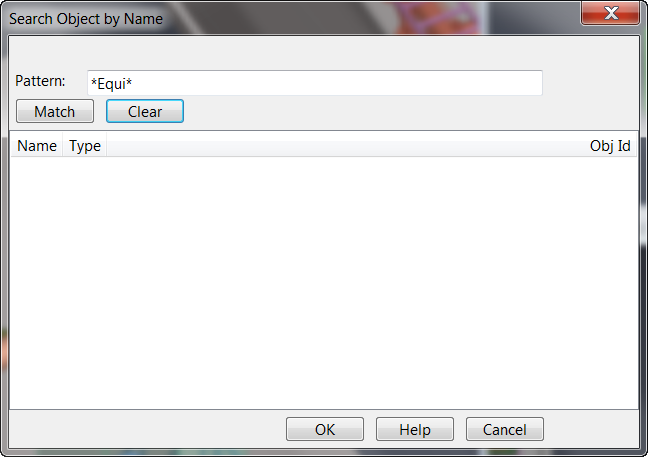 Search Object by Name
Pattern: *Equi*
Match Clear
Name Type Obj Id
OK Help Cancel